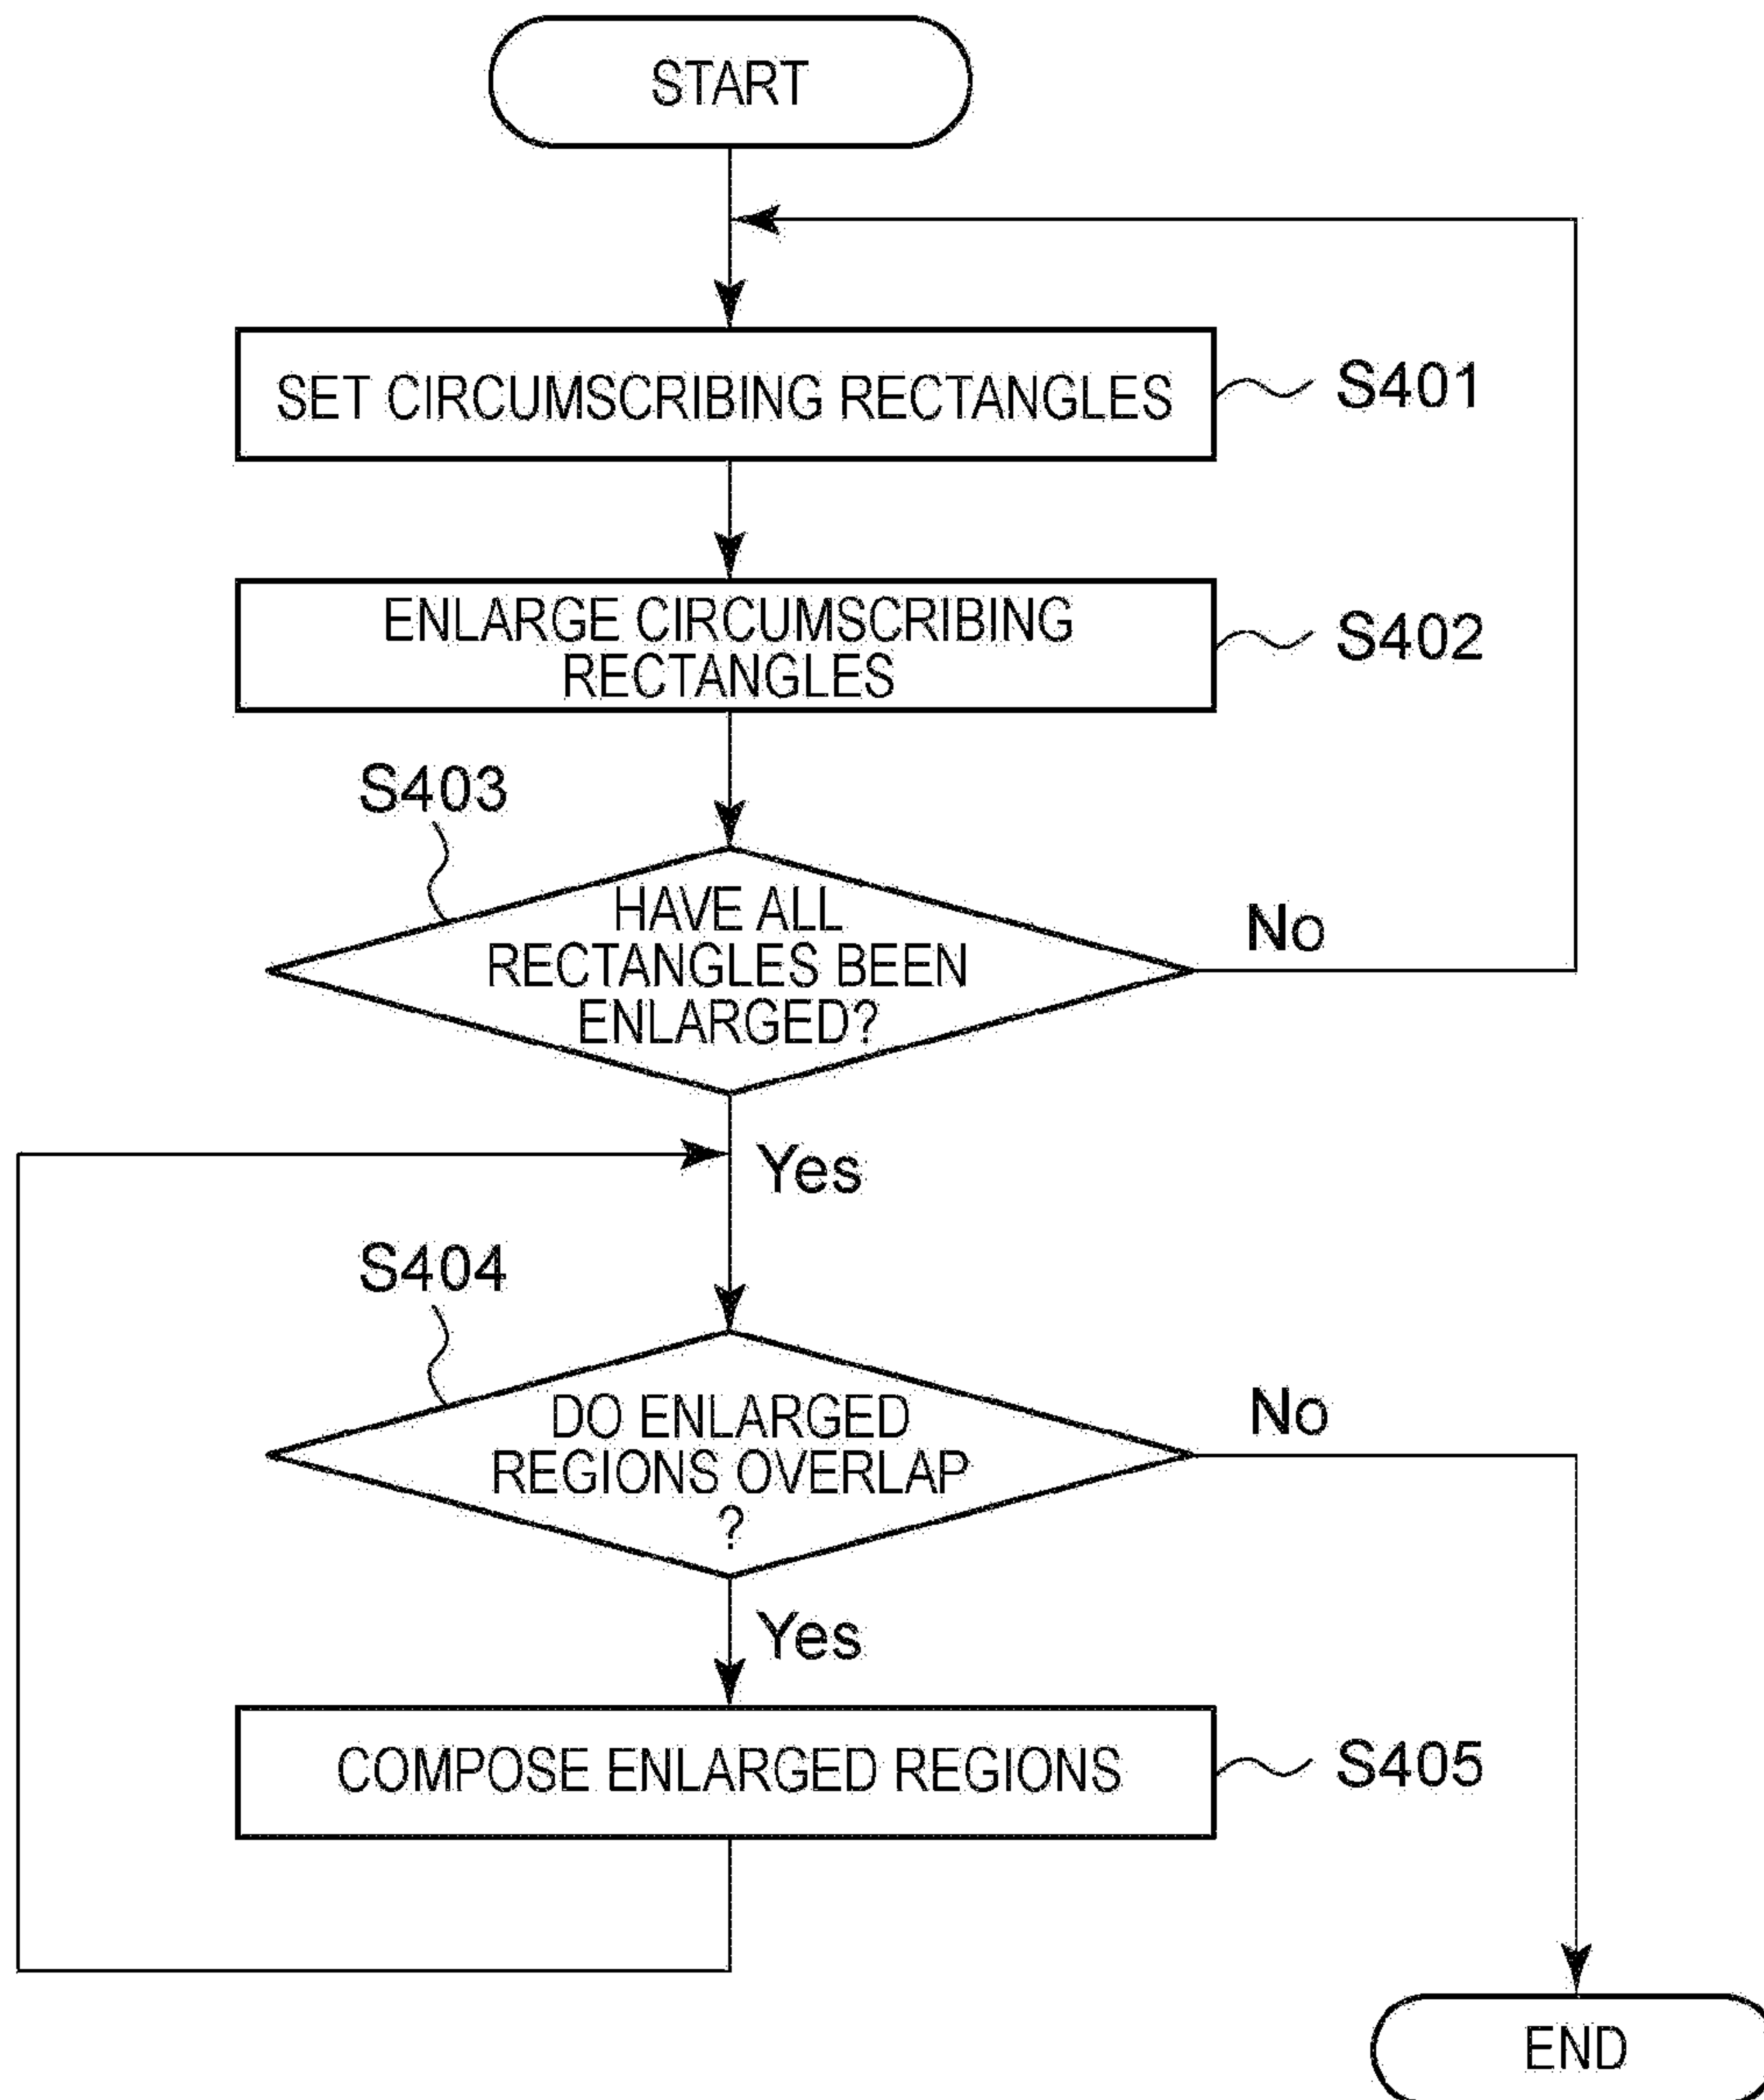 START
SET CIRCUMSCRIBING RECTANGLES
S401
ENLARGE CIRCUMSCRIBING
RECTANGLES
S402
S403
HAVE ALL
RECTANGLES BEEN
ENLARGED?
No
Yes
S404
DO ENLARGED
REGIONS OVERLAP
?
No
Yes
COMPOSE ENLARGED REGIONS
S405
END